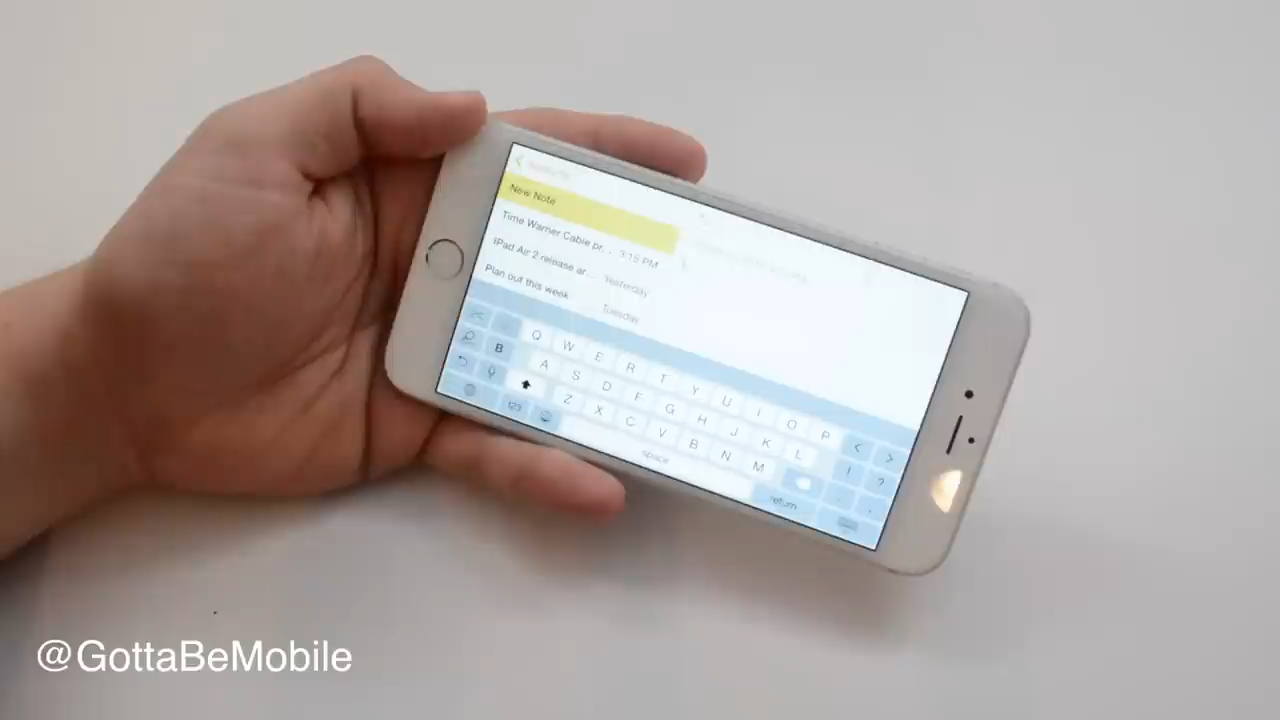 New Note
Time Warner Cable pr... 3:15 PM
iPad Air 2 release ar... Yesterday
Plan out this week Tuesday
Q W E R T Y U I O P
B A S D F G H J K L < >
Z X C V B N M ! ?
123 space return . ,
@GottaBeMobile